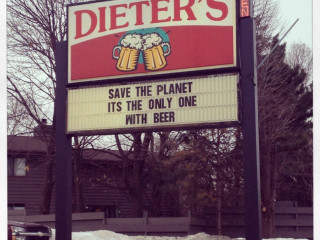 DIETER'S
SAVE THE PLANET
ITS THE ONLY ONE
WITH BEER